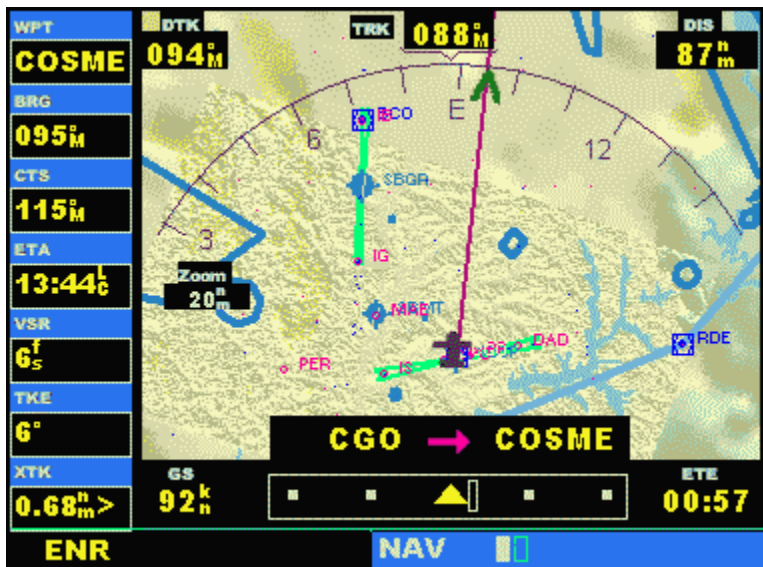 WPT
COSME
BRG
095°M
CTS
115°M
ETA
13:44Lc
VSR
6fs
TKE
6°
XTK
0.68nm>
DTK
094°M
TRK
088°M
DIS
87nm
6
E
12
3
BCO
SBGR
IG
Zoom
20nm
MAE
PER
IS
DAD
RDE
CGO → COSME
GS
92kn
ETE
00:57
ENR
NAV